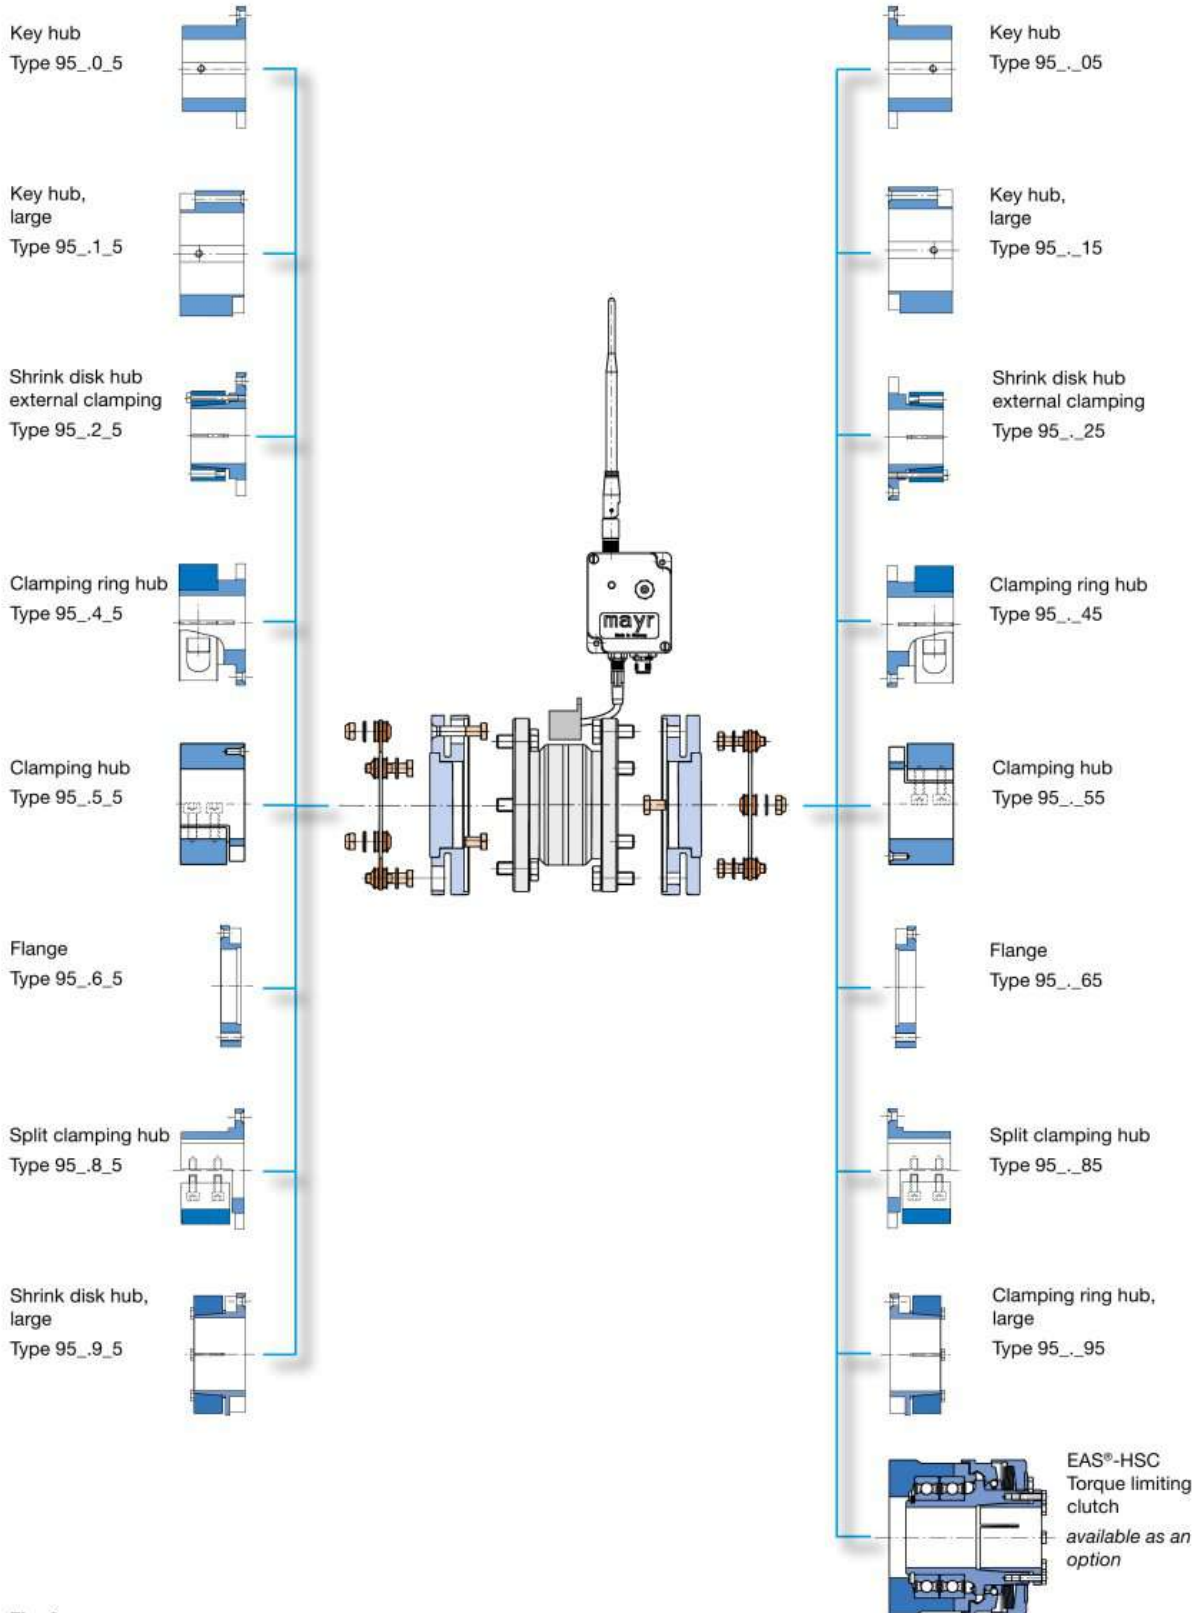 Key hub
Type 95_.0_5
Key hub,
large
Type 95_.1_5
Shrink disk hub
external clamping
Type 95_.2_5
Clamping ring hub
Type 95_.4_5
Clamping hub
Type 95_.5_5
Flange
Type 95_.6_5
Split clamping hub
Type 95_.8_5
Shrink disk hub,
large
Type 95_.9_5
mayr
Key hub
Type 95_._05
Key hub,
large
Type 95_._15
Shrink disk hub
external clamping
Type 95_._25
Clamping ring hub
Type 95_._45
Clamping hub
Type 95_._55
Flange
Type 95_._65
Split clamping hub
Type 95_._85
Clamping ring hub,
large
Type 95_._95
EAS®-HSC
Torque limiting
clutch
available as an
option